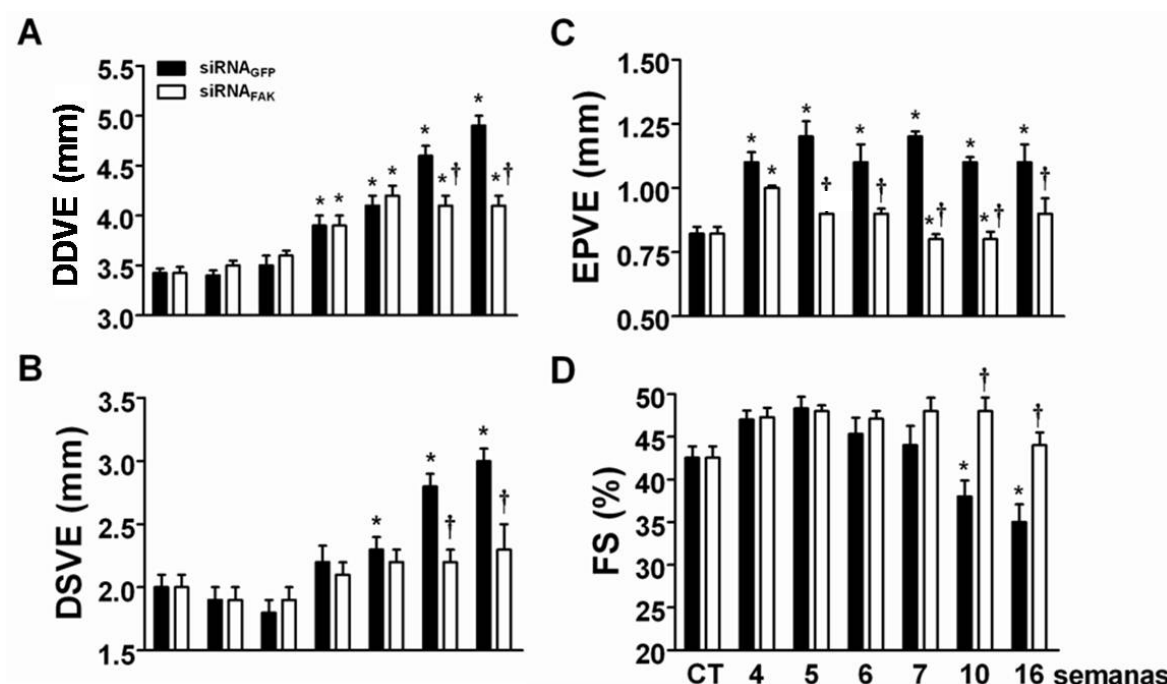 A
siRNAGFP
siRNAFAK
DDVE (mm)
5.5
5.0
4.5
4.0
3.5
3.0
* * * * * *† * *†
B
DSVE (mm)
3.5
3.0
2.5
2.0
1.5
* * † * †
C
EPVE (mm)
1.50
1.25
1.00
0.75
0.50
* * * † * † * *† * *† * †
D
FS (%)
50
45
40
35
30
25
20
* † * †
CT 4 5 6 7 10 16 semanas